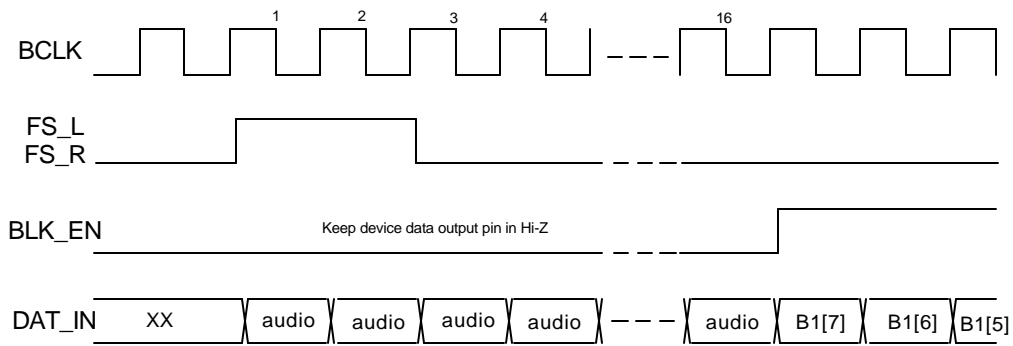 1 2 3 4 16
BCLK
FS_L
FS_R
BLK_EN Keep device data output pin in Hi-Z
DAT_IN XX audio audio audio audio audio B1[7] B1[6] B1[5]